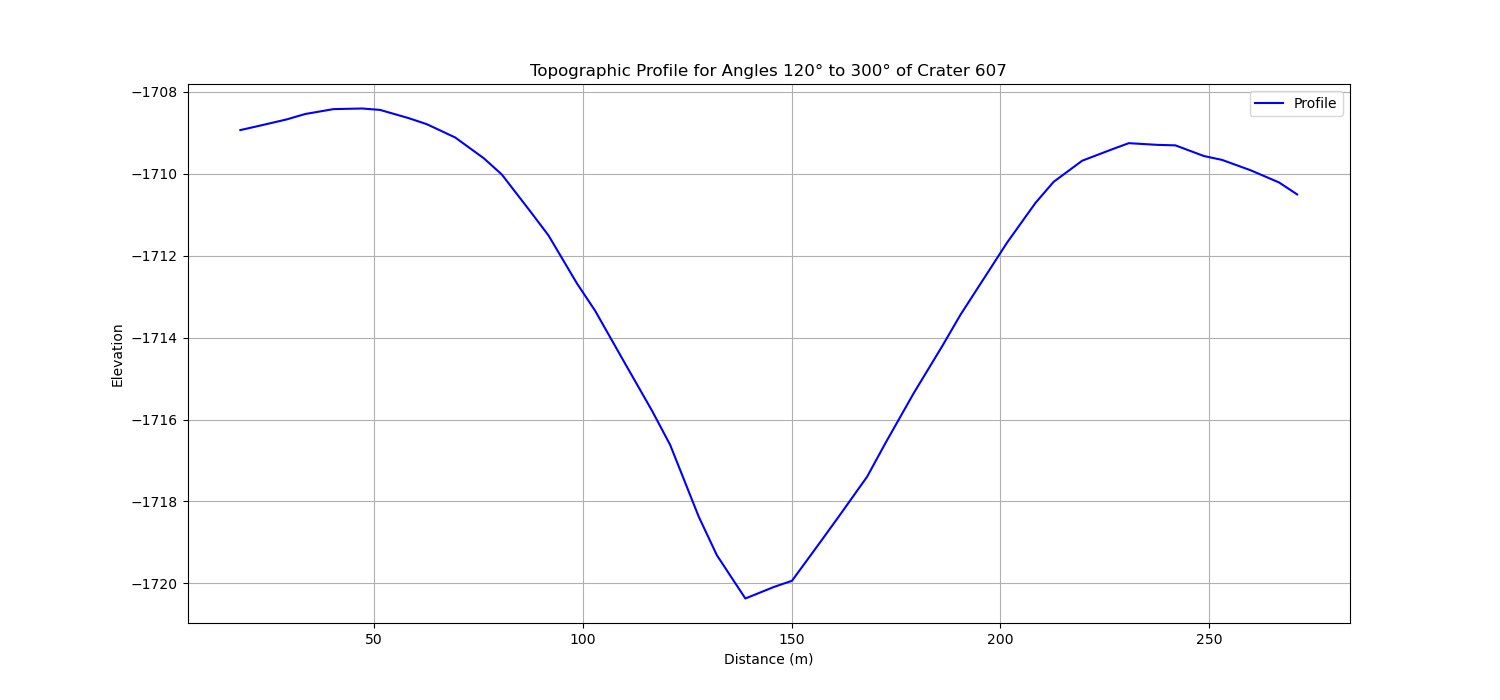 Topographic Profile for Angles 120° to 300° of Crater 607
Profile
−1708
−1710
−1712
−1714
−1716
−1718
−1720
Elevation
50 100 150 200 250
Distance (m)